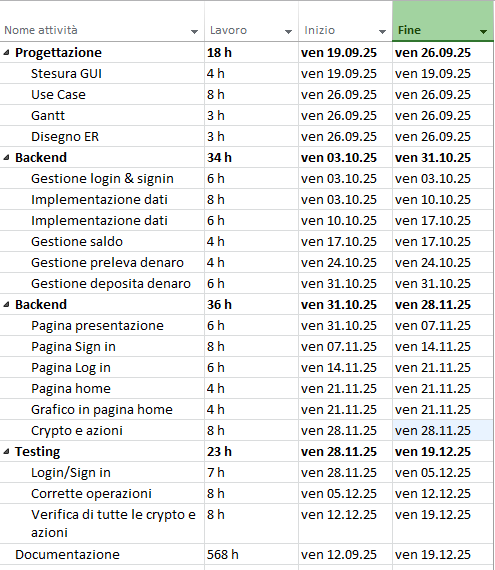 Nome attività Lavoro Inizio Fine
Progettazione 18 h ven 19.09.25 ven 26.09.25
Stesura GUI 4 h ven 19.09.25 ven 19.09.25
Use Case 8 h ven 26.09.25 ven 26.09.25
Gantt 3 h ven 26.09.25 ven 26.09.25
Disegno ER 3 h ven 26.09.25 ven 26.09.25
Backend 34 h ven 03.10.25 ven 31.10.25
Gestione login & signin 6 h ven 03.10.25 ven 03.10.25
Implementazione dati 8 h ven 03.10.25 ven 10.10.25
Implementazione dati 6 h ven 10.10.25 ven 17.10.25
Gestione saldo 4 h ven 17.10.25 ven 17.10.25
Gestione preleva denaro 4 h ven 24.10.25 ven 24.10.25
Gestione deposita denaro 6 h ven 31.10.25 ven 31.10.25
Backend 36 h ven 31.10.25 ven 28.11.25
Pagina presentazione 6 h ven 31.10.25 ven 07.11.25
Pagina Sign in 8 h ven 07.11.25 ven 14.11.25
Pagina Log in 6 h ven 14.11.25 ven 21.11.25
Pagina home 4 h ven 21.11.25 ven 21.11.25
Grafico in pagina home 4 h ven 21.11.25 ven 21.11.25
Crypto e azioni 8 h ven 28.11.25 ven 28.11.25
Testing 23 h ven 28.11.25 ven 19.12.25
Login/Sign in 7 h ven 28.11.25 ven 05.12.25
Corrette operazioni 8 h ven 05.12.25 ven 12.12.25
Verifica di tutte le crypto e 8 h ven 12.12.25 ven 19.12.25
azioni
Documentazione 568 h ven 12.09.25 ven 19.12.25